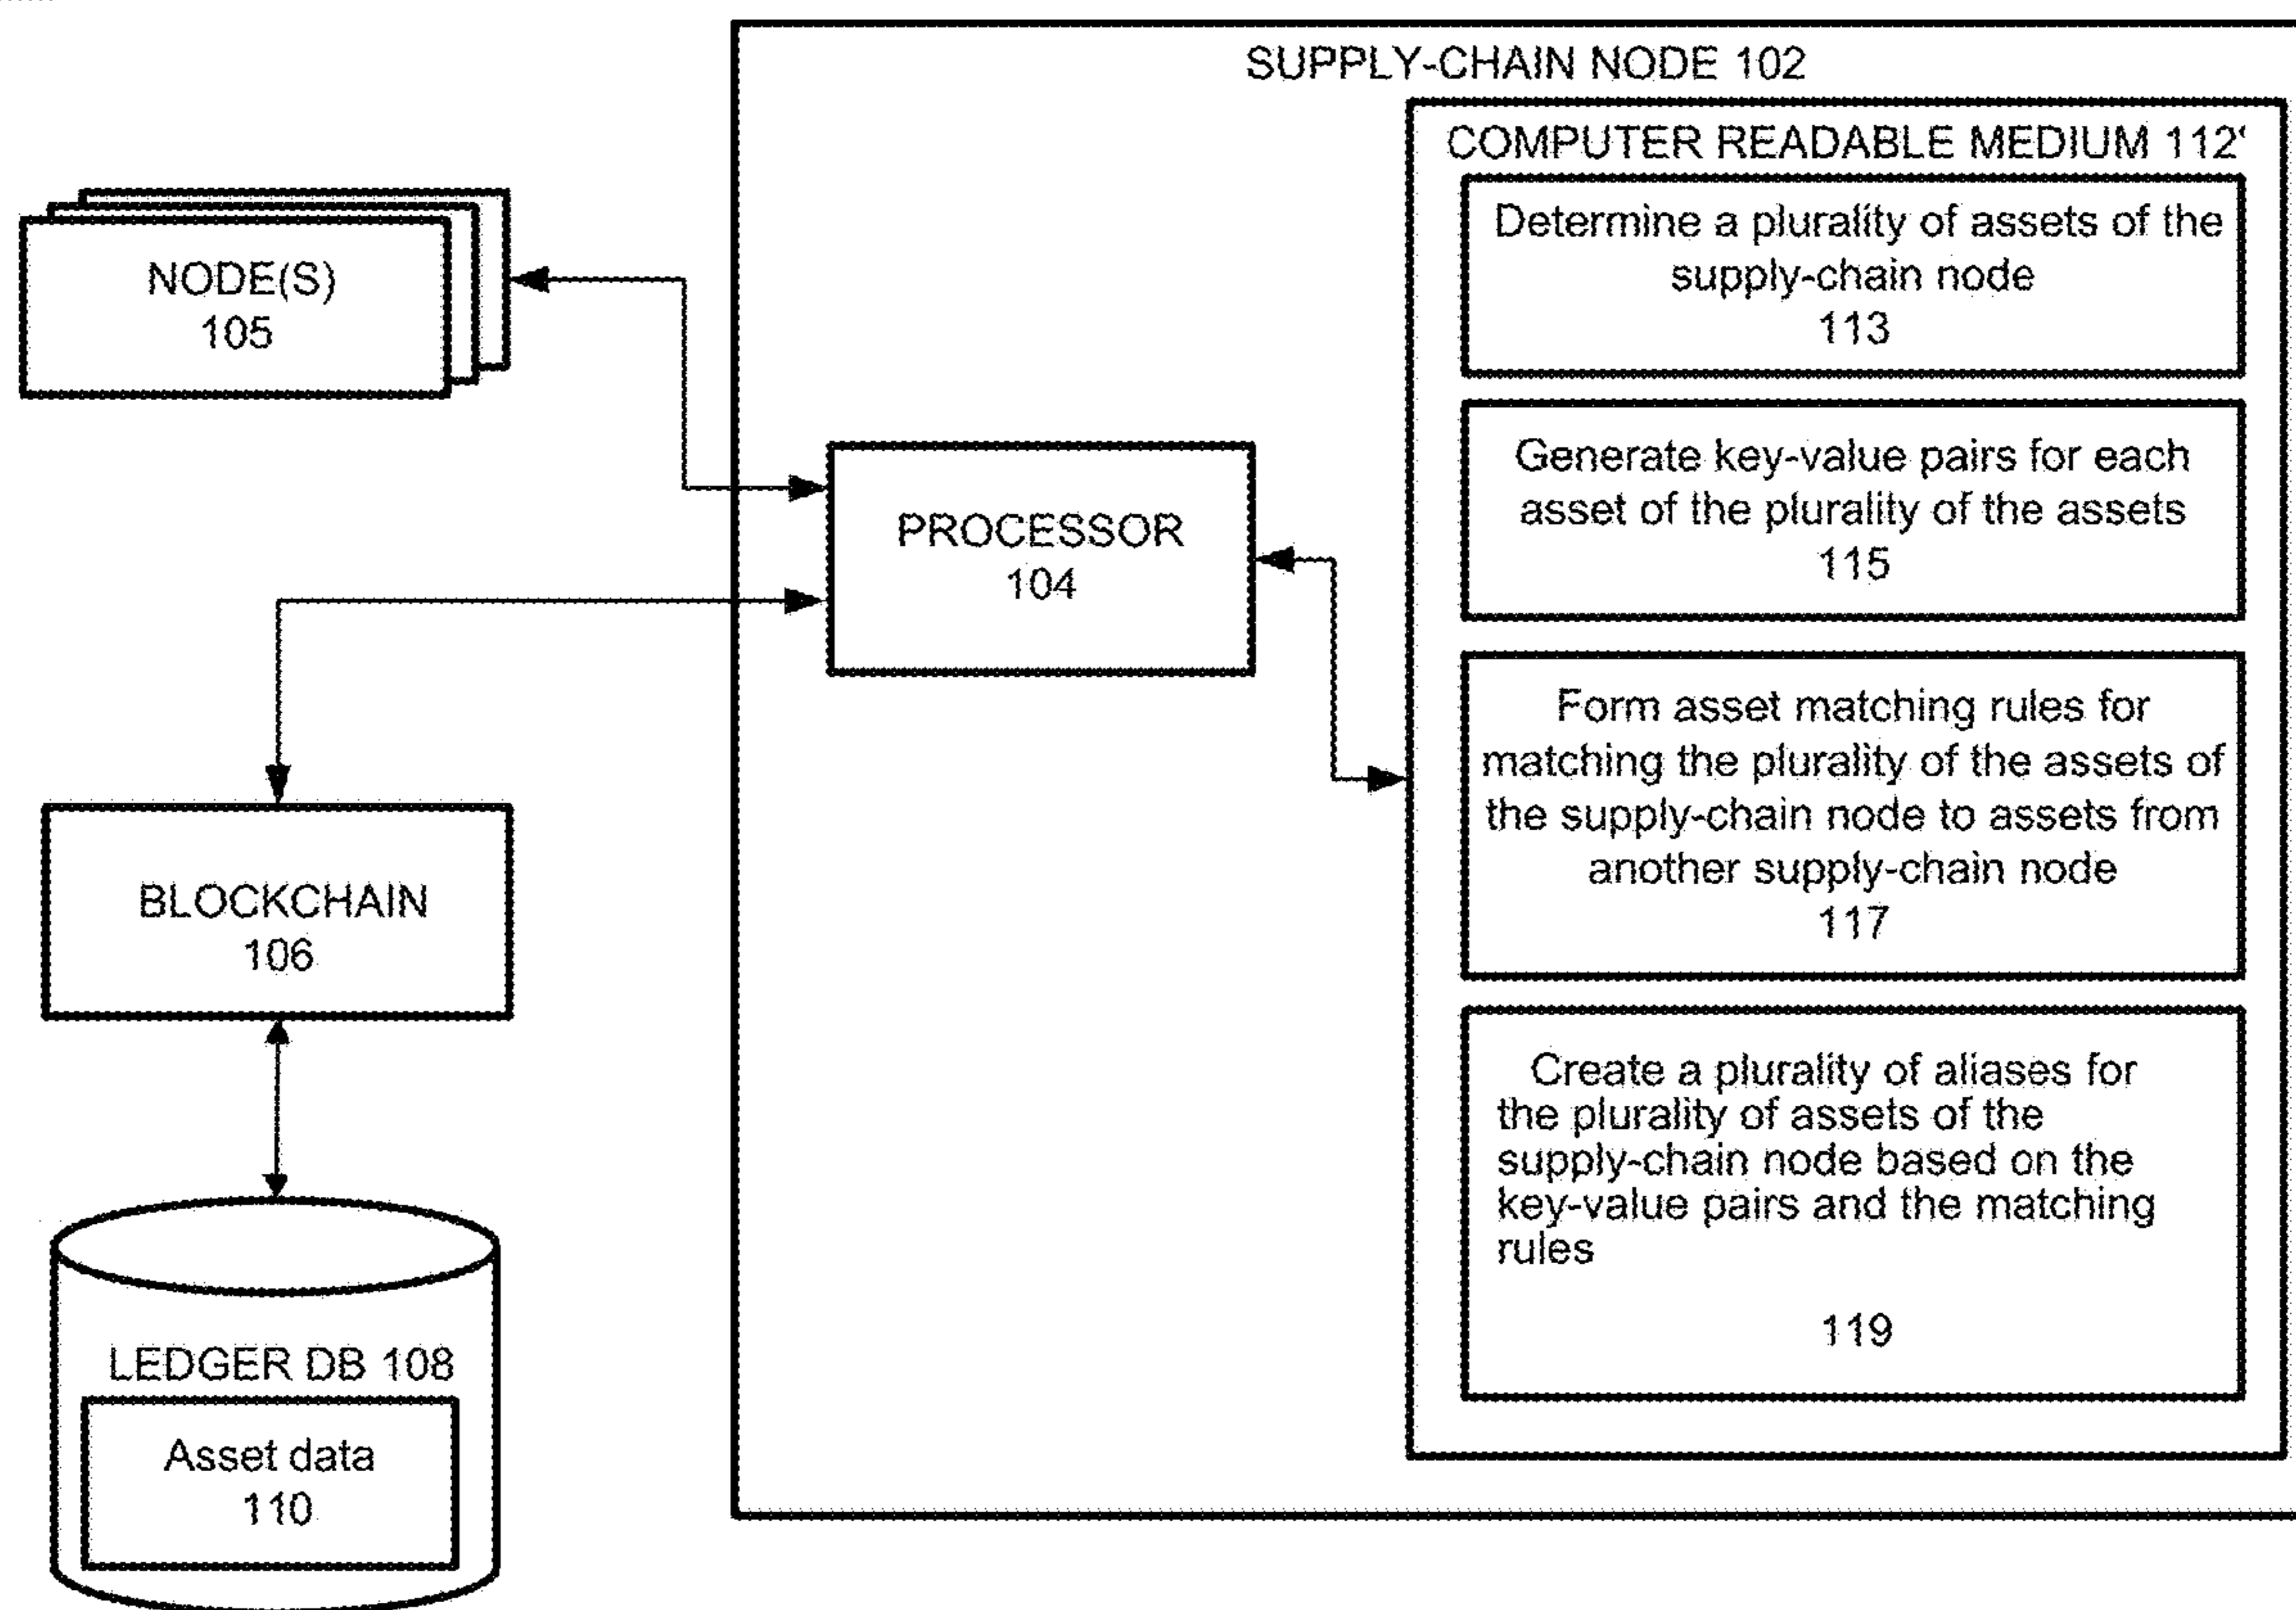 SUPPLY-CHAIN NODE 102
COMPUTER READABLE MEDIUM 112'
Determine a plurality of assets of the
supply-chain node
113
Generate key-value pairs for each
asset of the plurality of the assets
115
Form asset matching rules for
matching the plurality of the assets of
the supply-chain node to assets from
another supply-chain node
117
Create a plurality of aliases for
the plurality of assets of the
supply-chain node based on the
key-value pairs and the matching
rules
119
NODE(S)
105
PROCESSOR
104
BLOCKCHAIN
106
LEDGER DB 108
Asset data
110